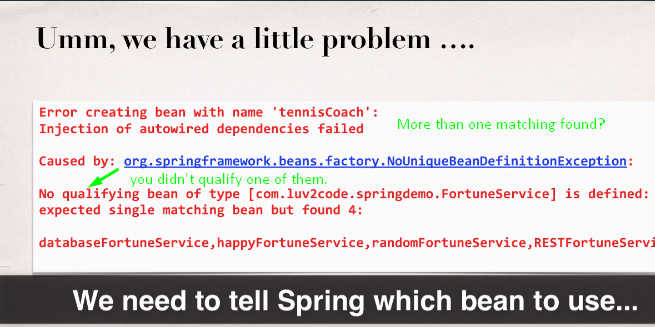 Umm, we have a little problem ....
Error creating bean with name 'tennisCoach':
Injection of autowired dependencies failed
More than one matching found?
Caused by: org.springframework.beans.factory.NoUniqueBeanDefinitionException:
you didn't qualify one of them.
No qualifying bean of type [com.luv2code.springdemo.FortuneService] is defined:
expected single matching bean but found 4:
databaseFortuneService,happyFortuneService,randomFortuneService,RESTFortuneServi
We need to tell Spring which bean to use...